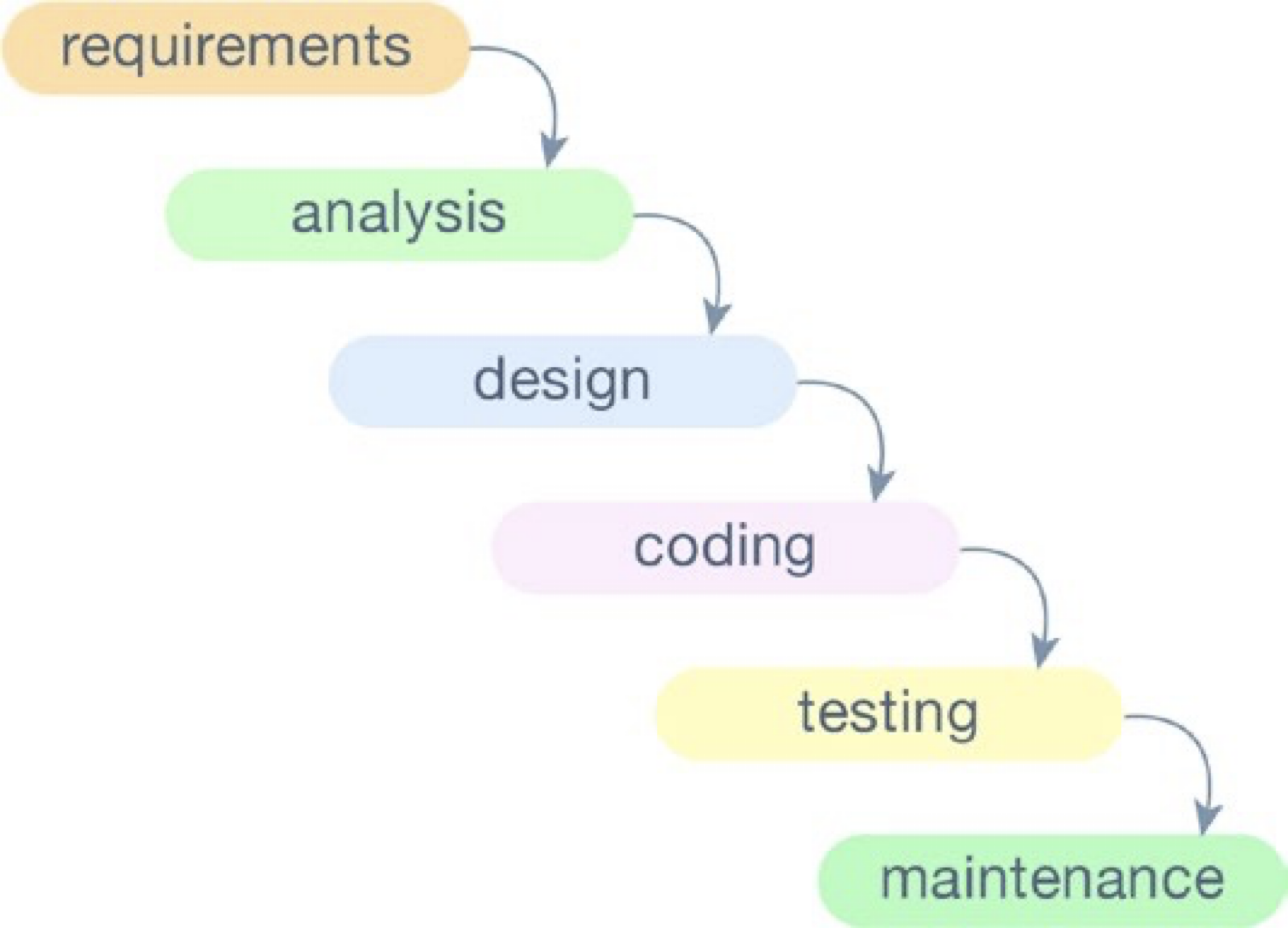 requirements
analysis
design
coding
testing
maintenance